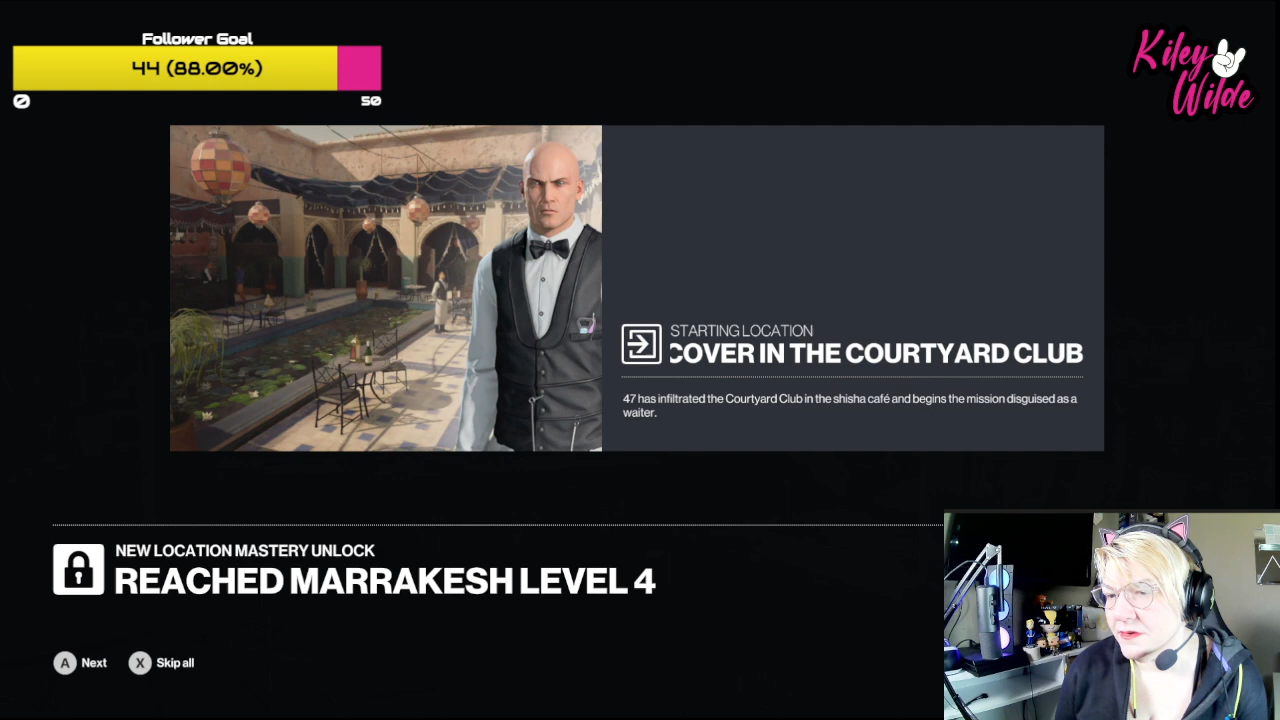 Follower Goal
44 (88.00%)
0
50
Kiley
Wilde
STARTING LOCATION
COVER IN THE COURTYARD CLUB
47 has infiltrated the Courtyard Club in the shisha café and begins the mission disguised as a
waiter.
NEW LOCATION MASTERY UNLOCK
REACHED MARRAKESH LEVEL 4
A Next
X Skip all